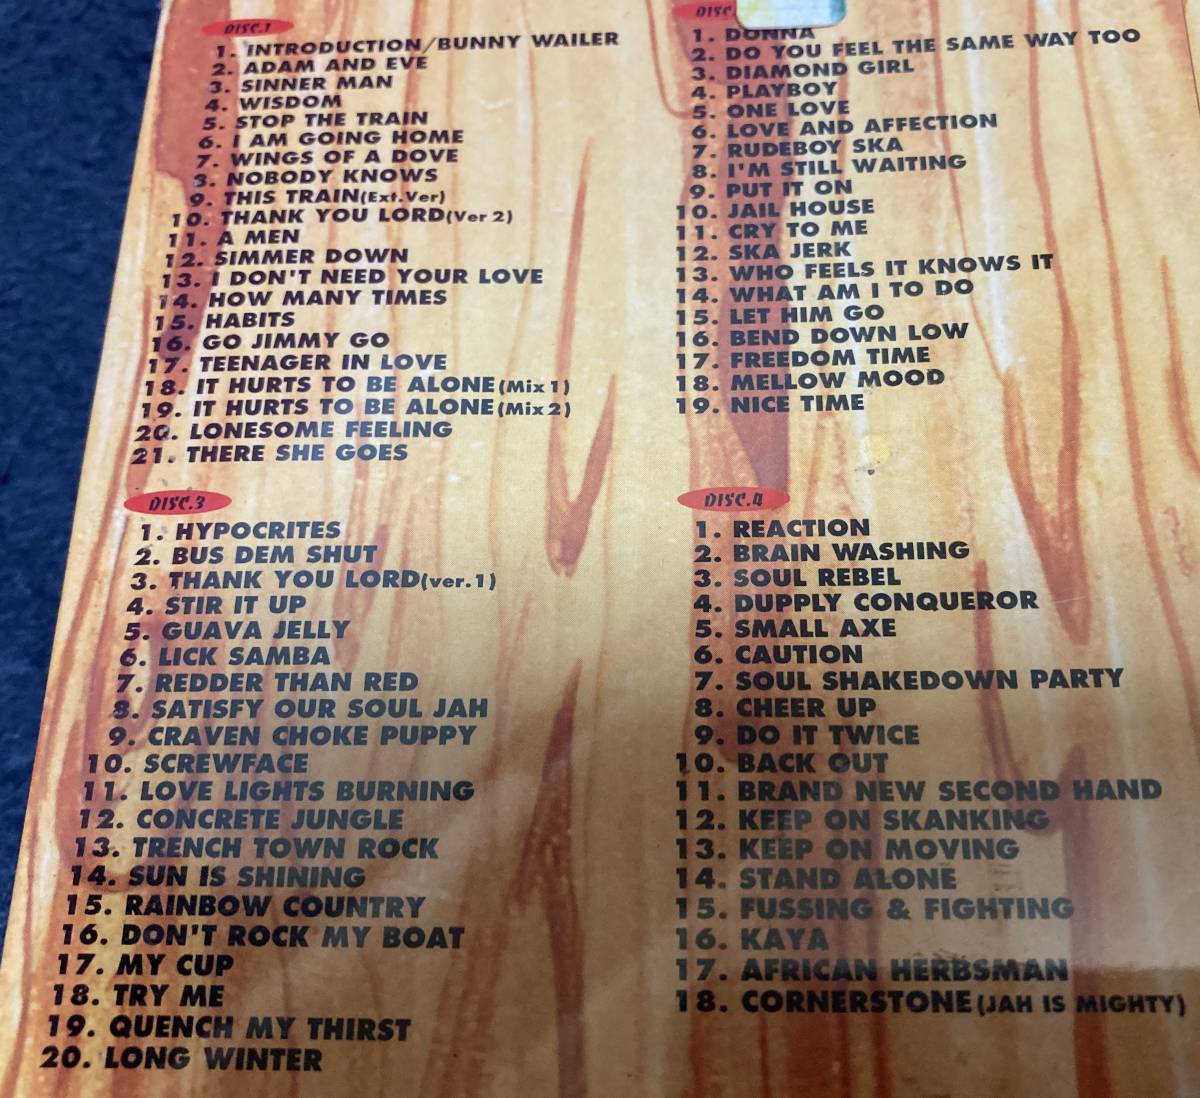 DISC.1
1. INTRODUCTION/BUNNY WAILER
2. ADAM AND EVE
3. SINNER MAN
4. WISDOM
5. STOP THE TRAIN
6. I AM GOING HOME
7. WINGS OF A DOVE
3. NOBODY KNOWS
9. THIS TRAIN(Ext.Ver)
10. THANK YOU LORD(Ver 2)
11. A MEN
12. SIMMER DOWN
13. I DON'T NEED YOUR LOVE
14. HOW MANY TIMES
15. HABITS
16. GO JIMMY GO
17. TEENAGER IN LOVE
18. IT HURTS TO BE ALONE(Mix 1)
19. IT HURTS TO BE ALONE(Mix 2)
20. LONESOME FEELING
21. THERE SHE GOES
DISC.
1. DONNA
2. DO YOU FEEL THE SAME WAY TOO
3. DIAMOND GIRL
4. PLAYBOY
5. ONE LOVE
6. LOVE AND AFFECTION
7. RUDEBOY SKA
8. I'M STILL WAITING
9. PUT IT ON
10. JAIL HOUSE
11. CRY TO ME
12. SKA JERK
13. WHO FEELS IT KNOWS IT
14. WHAT AM I TO DO
15. LET HIM GO
16. BEND DOWN LOW
17. FREEDOM TIME
18. MELLOW MOOD
19. NICE TIME
DISC.3
1. HYPOCRITES
2. BUS DEM SHUT
3. THANK YOU LORD(ver.1)
4. STIR IT UP
5. GUAVA JELLY
6. LICK SAMBA
7. REDDER THAN RED
8. SATISFY OUR SOUL JAH
9. CRAVEN CHOKE PUPPY
10. SCREWFACE
11. LOVE LIGHTS BURNING
12. CONCRETE JUNGLE
13. TRENCH TOWN ROCK
14. SUN IS SHINING
15. RAINBOW COUNTRY
16. DON'T ROCK MY BOAT
17. MY CUP
18. TRY ME
19. QUENCH MY THIRST
20. LONG WINTER
DISC.4
1. REACTION
2. BRAIN WASHING
3. SOUL REBEL
4. DUPPLY CONQUEROR
5. SMALL AXE
6. CAUTION
7. SOUL SHAKEDOWN PARTY
8. CHEER UP
9. DO IT TWICE
10. BACK OUT
11. BRAND NEW SECOND HAND
12. KEEP ON SKANKING
13. KEEP ON MOVING
14. STAND ALONE
15. FUSSING & FIGHTING
16. KAYA
17. AFRICAN HERBSMAN
18. CORNERSTONE(JAH IS MIGHTY)